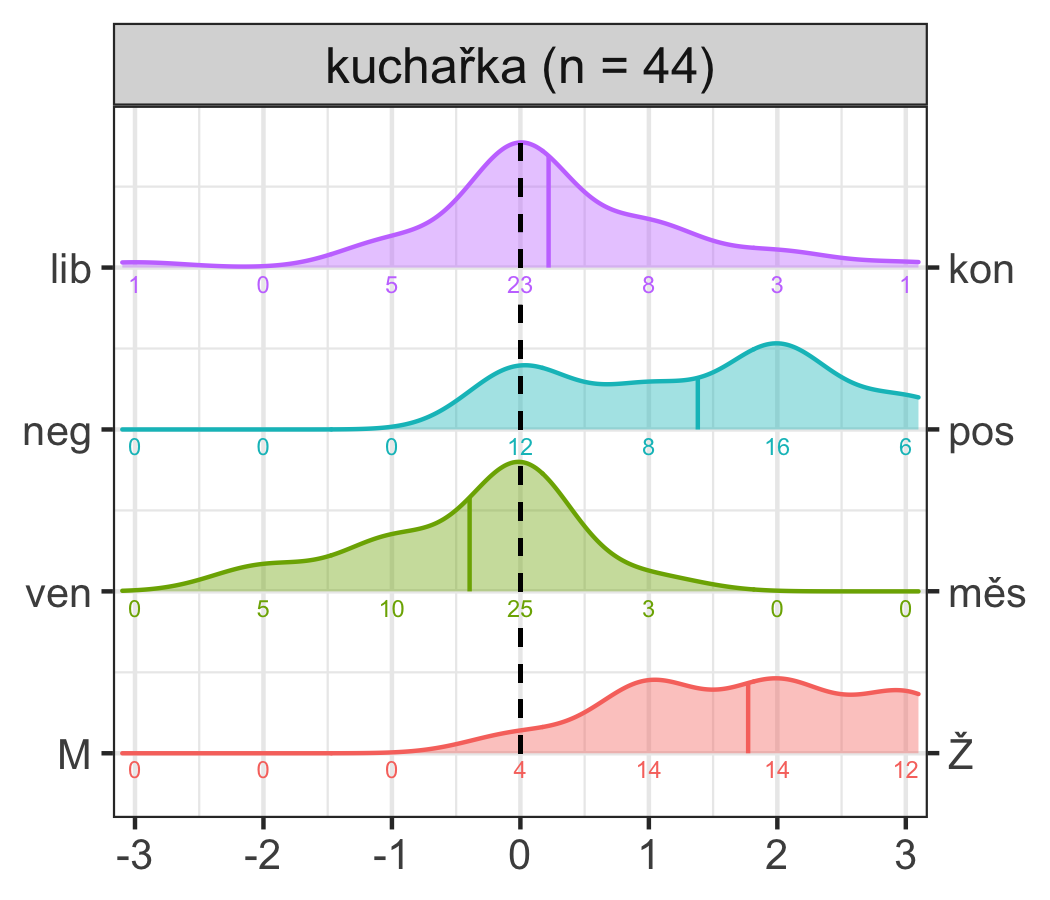 kuchařka (n = 44)
lib kon
1 0 5 23 8 3 1
neg pos
0 0 0 12 8 16 6
ven měs
0 5 10 25 3 0 0
M Ž
0 0 0 4 14 14 12
-3 -2 -1 0 1 2 3